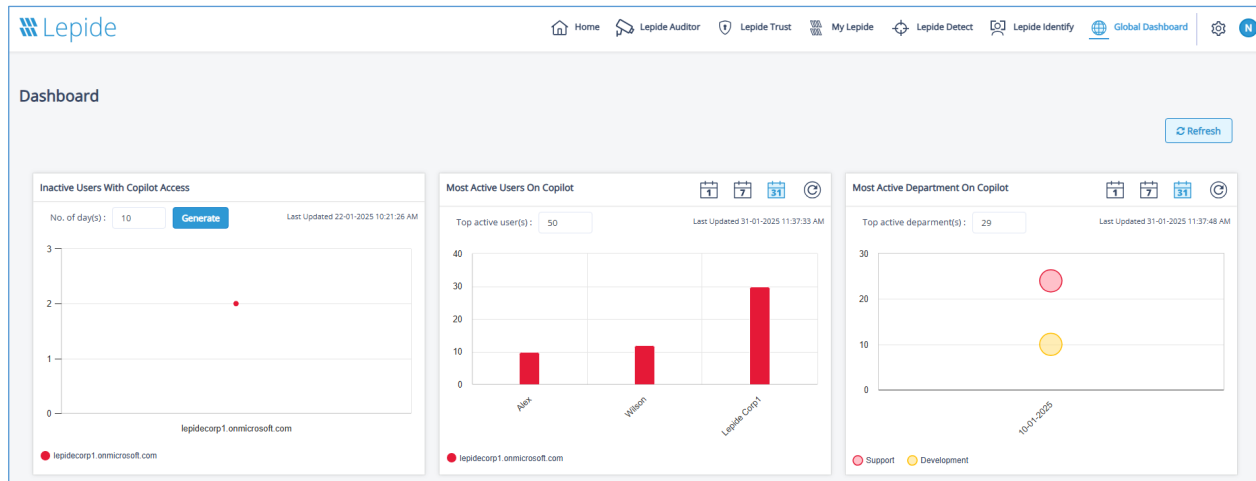 Lepide
Home Lepide Auditor Lepide Trust My Lepide Lepide Detect Lepide Identify Global Dashboard N
Dashboard
Refresh
Inactive Users With Copilot Access
No. of day(s) : 10 Generate Last Updated 22-01-2025 10:21:26 AM
3
2
1
0
lepidecorp1.onmicrosoft.com
lepidecorp1.onmicrosoft.com
Most Active Users On Copilot 1 7 31
Top active user(s) : 50 Last Updated 31-01-2025 11:37:33 AM
40
30
20
10
0
Alex Wilson Lepide Corp1
lepidecorp1.onmicrosoft.com
Most Active Department On Copilot 1 7 31
Top active deparment(s) : 29 Last Updated 31-01-2025 11:37:48 AM
30
20
10
0
10-01-2025
Support Development